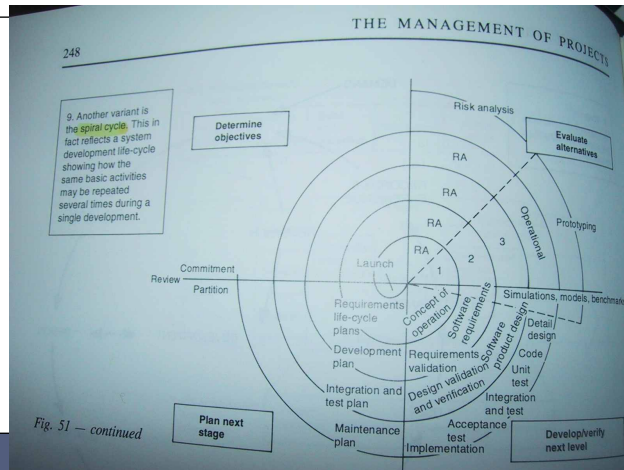 THE MANAGEMENT OF PROJECTS
248
9. Another variant is
the spiral cycle. This in
fact reflects a system
development life-cycle
showing how the
same basic activities
may be repeated
several times during a
single development.
Determine
objectives
Risk analysis
Evaluate
alternatives
RA
RA
RA
RA
Operational
Prototyping
3
2
1
Launch
Commitment
Review
Partition
Simulations, models, benchmark
Requirements
life-cycle
plans
Concept of
operation
Software
requirements
Software
product design
Detail
design
Development
plan
Requirements
validation
Code
Unit
test
Integration and
test plan
Design validation
and verification
Integration
and test
Maintenance
plan
Acceptance
test
Implementation
Plan next
stage
Develop/verify
next level
Fig. 51 — continued